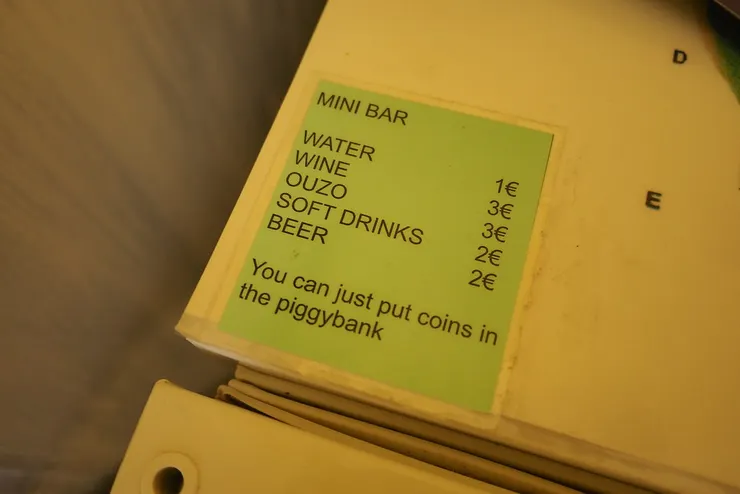 MINI BAR
WATER 1€
WINE 3€
OUZO 3€
SOFT DRINKS 2€
BEER 2€
You can just put coins in
the piggybank
D
E